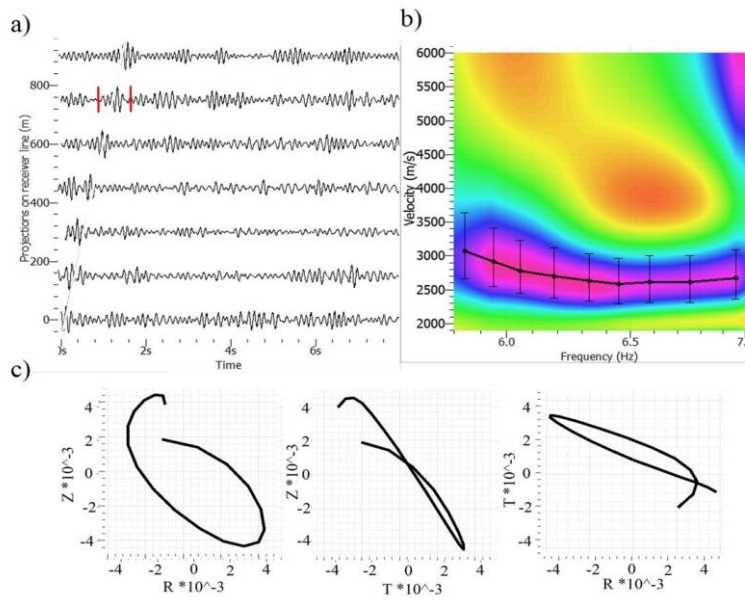 a)
Projections on receiver line (m)
800
600
400
200
0
0s
2s
4s
6s
Time
b)
Velocity (m/s)
6000
5500
5000
4500
4000
3500
3000
2500
2000
6.0
6.5
Frequency (Hz)
c)
Z *10^-3
4
2
0
-2
-4
-4
-2
0
2
4
R *10^-3
Z *10^-3
4
2
0
-2
-4
-4
-2
0
2
4
T *10^-3
T *10^-3
4
2
0
-2
-4
-4
-2
0
2
4
R *10^-3